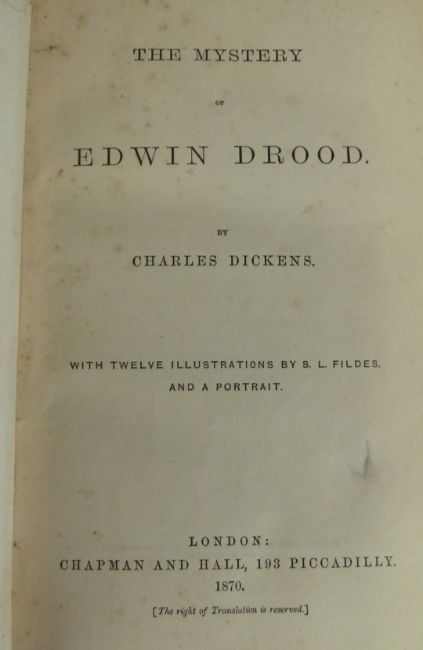 THE MYSTERY
OF
EDWIN DROOD.
BY
CHARLES DICKENS.
WITH TWELVE ILLUSTRATIONS BY S. L. FILDES,
AND A PORTRAIT.
LONDON:
CHAPMAN AND HALL, 193 PICCADILLY.
1870.
[The right of Translation is reserved.]